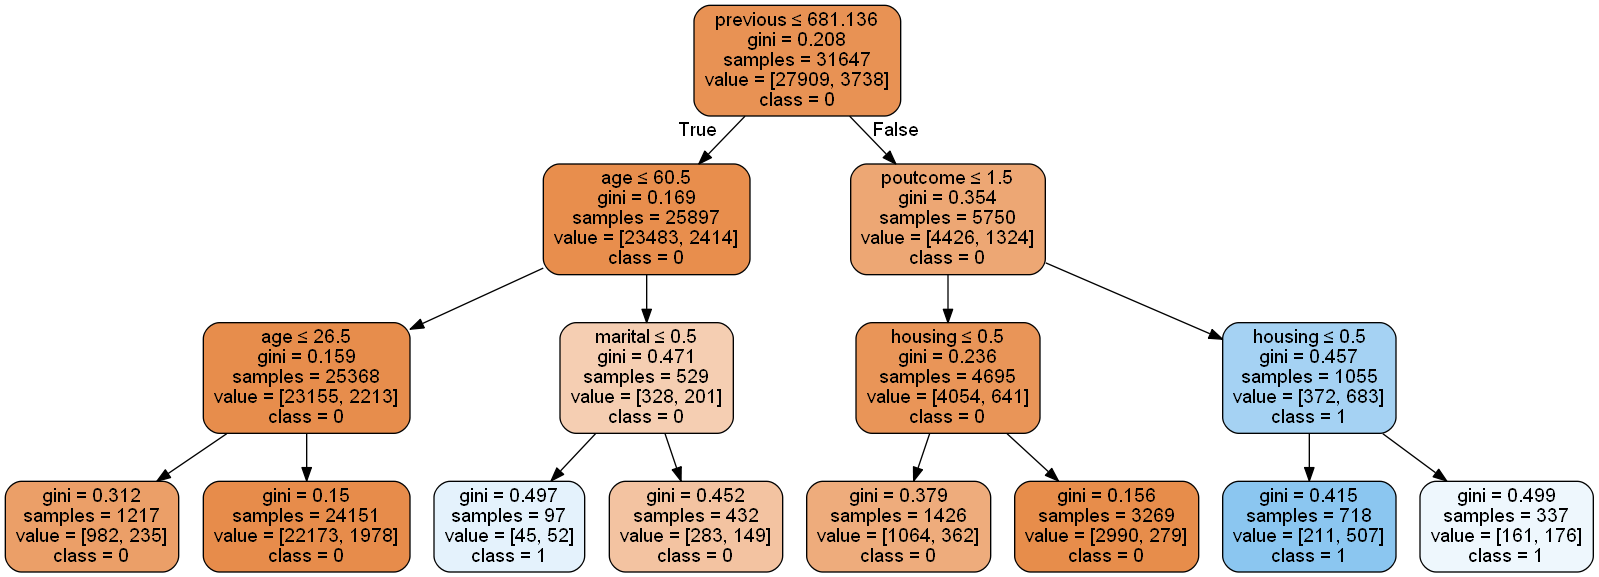 previous ≤ 681.136
gini = 0.208
samples = 31647
value = [27909, 3738]
class = 0
True
False
age ≤ 60.5
gini = 0.169
samples = 25897
value = [23483, 2414]
class = 0
poutcome ≤ 1.5
gini = 0.354
samples = 5750
value = [4426, 1324]
class = 0
age ≤ 26.5
gini = 0.159
samples = 25368
value = [23155, 2213]
class = 0
marital ≤ 0.5
gini = 0.471
samples = 529
value = [328, 201]
class = 0
housing ≤ 0.5
gini = 0.236
samples = 4695
value = [4054, 641]
class = 0
housing ≤ 0.5
gini = 0.457
samples = 1055
value = [372, 683]
class = 1
gini = 0.312
samples = 1217
value = [982, 235]
class = 0
gini = 0.15
samples = 24151
value = [22173, 1978]
class = 0
gini = 0.497
samples = 97
value = [45, 52]
class = 1
gini = 0.452
samples = 432
value = [283, 149]
class = 0
gini = 0.379
samples = 1426
value = [1064, 362]
class = 0
gini = 0.156
samples = 3269
value = [2990, 279]
class = 0
gini = 0.415
samples = 718
value = [211, 507]
class = 1
gini = 0.499
samples = 337
value = [161, 176]
class = 1